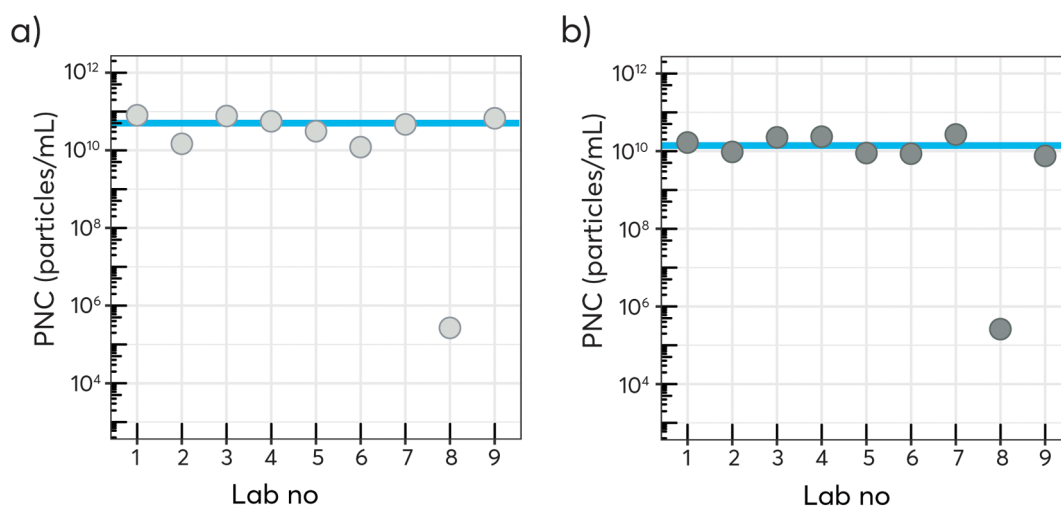 a)
PNC (particles/mL)
10¹²
10¹⁰
10⁸
10⁶
10⁴
1 2 3 4 5 6 7 8 9
Lab no
b)
PNC (particles/mL)
10¹²
10¹⁰
10⁸
10⁶
10⁴
1 2 3 4 5 6 7 8 9
Lab no